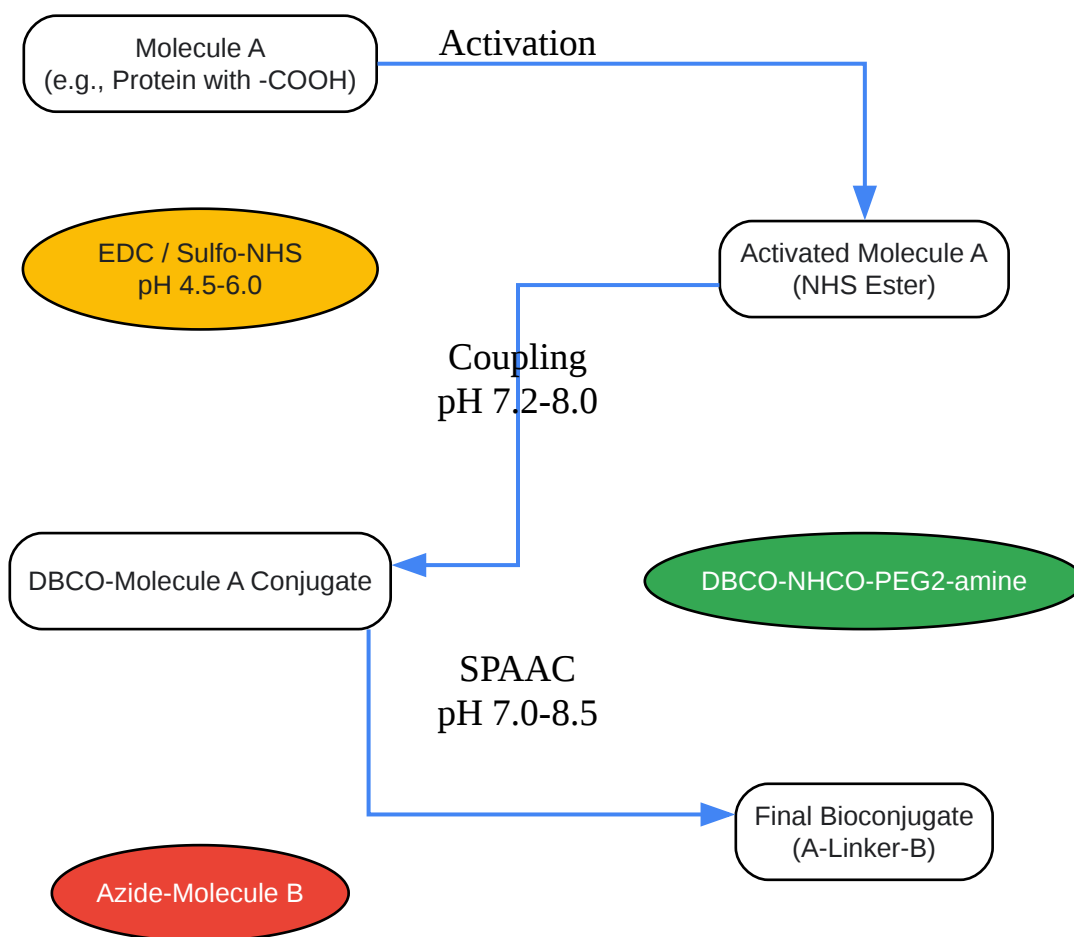 Molecule A
(e.g., Protein with -COOH)
Activation
EDC / Sulfo-NHS
pH 4.5-6.0
Activated Molecule A
(NHS Ester)
Coupling
pH 7.2-8.0
DBCO-Molecule A Conjugate
DBCO-NHCO-PEG2-amine
SPAAC
pH 7.0-8.5
Final Bioconjugate
(A-Linker-B)
Azide-Molecule B